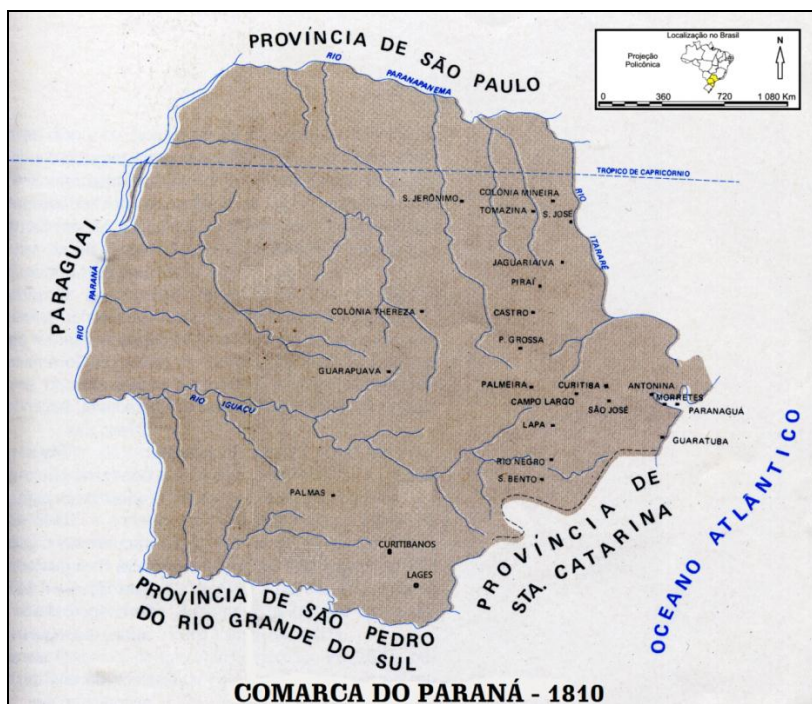 PROVÍNCIA DE SÃO PAULO
Localização no Brasil
Projeção
Policônica
N
0 360 720 1 080 Km
RIO
PARANAPANEMA
TRÓPICO DE CAPRICÓRNIO
S. JERÔNIMO
COLÔNIA MINEIRA
TOMAZINA
S. JOSÉ
RIO
ITARARÉ
PARAGUAI
RIO
PARANÁ
JAGUARIAIVA
PIRAÍ
COLÔNIA THEREZA
CASTRO
P. GROSSA
GUARAPUAVA
PALMEIRA
CURITIBA
ANTONINA
CAMPO LARGO
MORRETES
SÃO JOSÉ
PARANAGUÁ
RIO
IGUAÇU
LAPA
GUARATUBA
RIO NEGRO
S. BENTO
PALMAS
CURITIBANOS
LAGES
PROVÍNCIA DE
STA. CATARINA
OCEANO ATLÂNTICO
PROVÍNCIA DE SÃO PEDRO
DO RIO GRANDE DO SUL
COMARCA DO PARANÁ - 1810